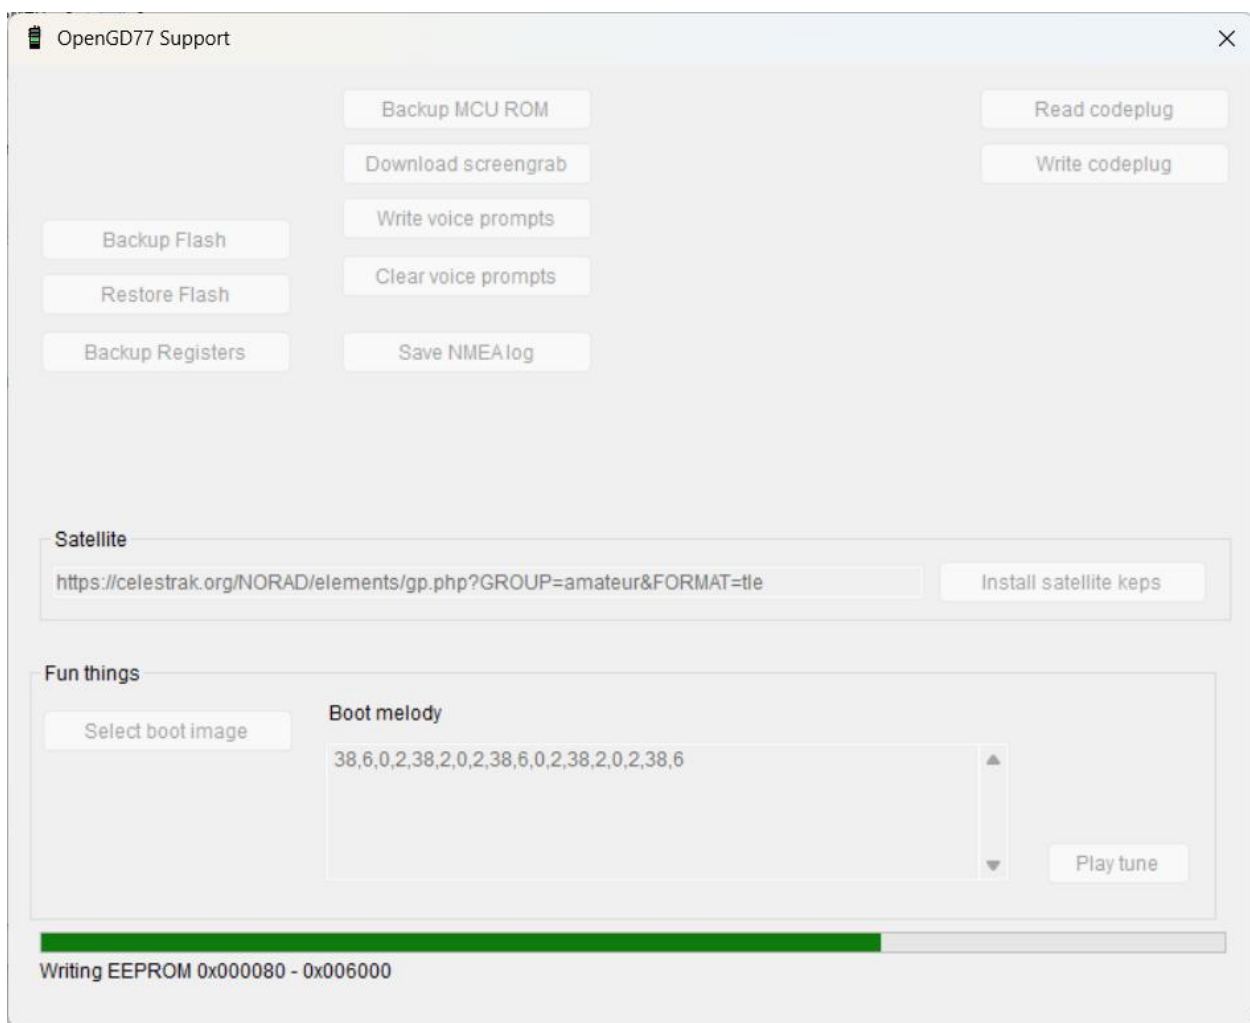 OpenGD77 Support
Backup MCU ROM
Read codeplug
Download screengrab
Write codeplug
Write voice prompts
Backup Flash
Clear voice prompts
Restore Flash
Backup Registers
Save NMEA log
Satellite
https://celestrak.org/NORAD/elements/gp.php?GROUP=amateur&FORMAT=tle
Install satellite keps
Fun things
Boot melody
Select boot image
38,6,0,2,38,2,0,2,38,6,0,2,38,2,0,2,38,6
Play tune
Writing EEPROM 0x000080 - 0x006000